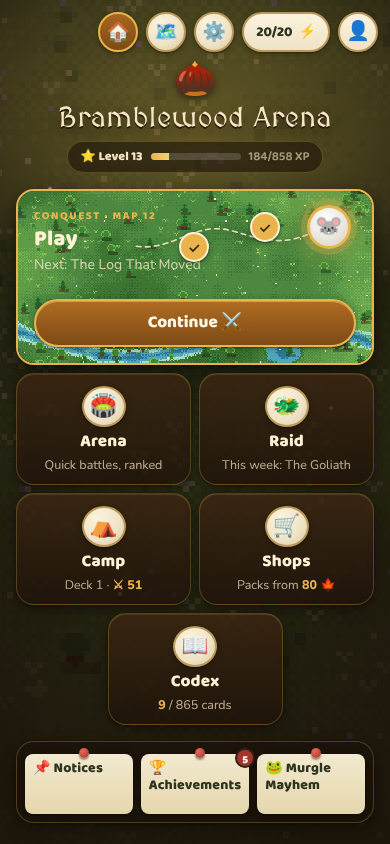 20/20 ⚡
Bramblewood Arena
⭐ Level 13 184/858 XP
CONQUEST · MAP 12
Play
Next: The Log That Moved
Continue ⚔️
Arena
Quick battles, ranked
Raid
This week: The Goliath
Camp
Deck 1 · ⚔ 51
Shops
Packs from 80 🍁
Codex
9 / 865 cards
📌 Notices
🏆
Achievements
5
🐸 Murgle
Mayhem